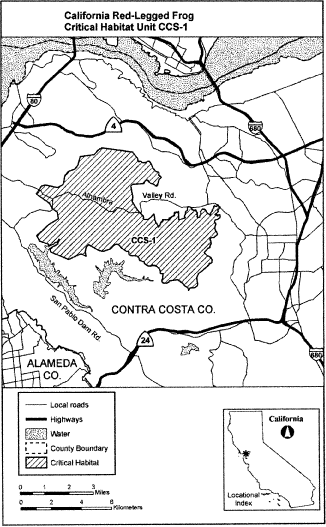 California Red-Legged Frog
Critical Habitat Unit CCS-1
80
4
680
Alhambra
Valley Rd.
CCS-1
San Pablo Dam Rd.
CONTRA COSTA CO.
ALAMEDA
CO.
24
680
Local roads
Highways
Water
County Boundary
Critical Habitat
0 1 2 3
Miles
0 2 4 6
Kilometers
California
Locational
Index